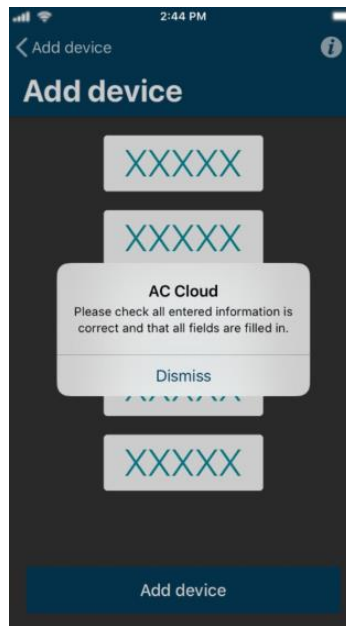 2:44 PM
Add device
Add device
XXXXX
XXXXX
AC Cloud
Please check all entered information is
correct and that all fields are filled in.
Dismiss
XXXXX
XXXXX
Add device